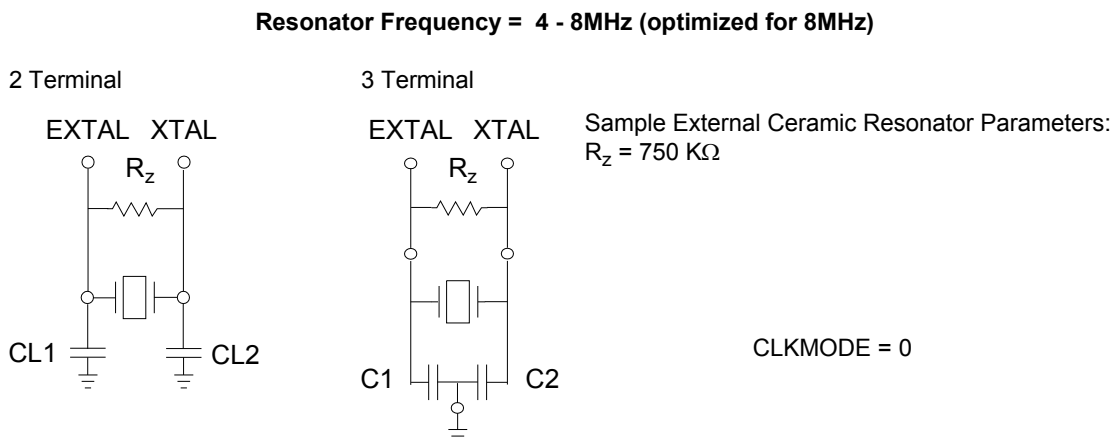 Resonator Frequency = 4 - 8MHz (optimized for 8MHz)
2 Terminal
3 Terminal
EXTAL XTAL
Rz
EXTAL XTAL
Rz
Sample External Ceramic Resonator Parameters:
Rz = 750 KΩ
CL1
CL2
C1
C2
CLKMODE = 0